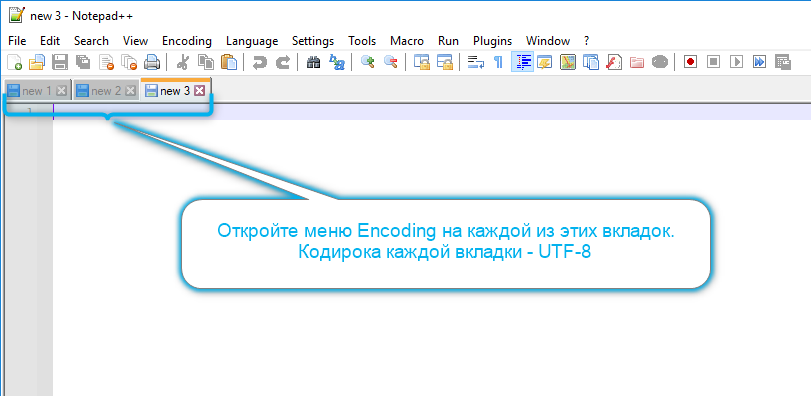 new 3 - Notepad++
File Edit Search View Encoding Language Settings Tools Macro Run Plugins Window ?
new 1 new 2 new 3
1
Откройте меню Encoding на каждой из этих вкладок.
Кодирока каждой вкладки - UTF-8